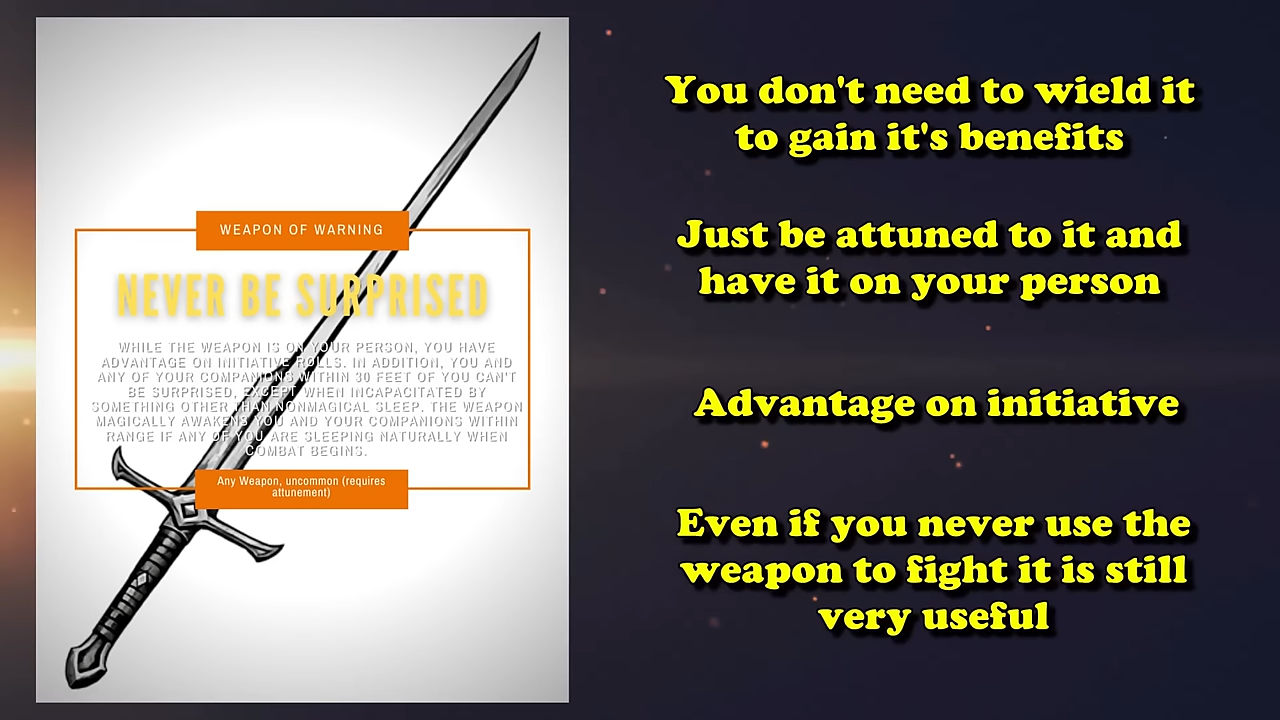 WEAPON OF WARNING
NEVER BE SURPRISED
WHILE THE WEAPON IS ON YOUR PERSON, YOU HAVE
ADVANTAGE ON INITIATIVE ROLLS. IN ADDITION, YOU AND
ANY OF YOUR COMPANIONS WITHIN 30 FEET OF YOU CAN'T
BE SURPRISED, EXCEPT WHEN INCAPACITATED BY
SOMETHING OTHER THAN NONMAGICAL SLEEP. THE WEAPON
MAGICALLY AWAKENS YOU AND YOUR COMPANIONS WITHIN
RANGE IF ANY OF YOU ARE SLEEPING NATURALLY WHEN
COMBAT BEGINS.
Any Weapon, uncommon (requires
attunement)
You don't need to wield it
to gain it's benefits
Just be attuned to it and
have it on your person
Advantage on initiative
Even if you never use the
weapon to fight it is still
very useful